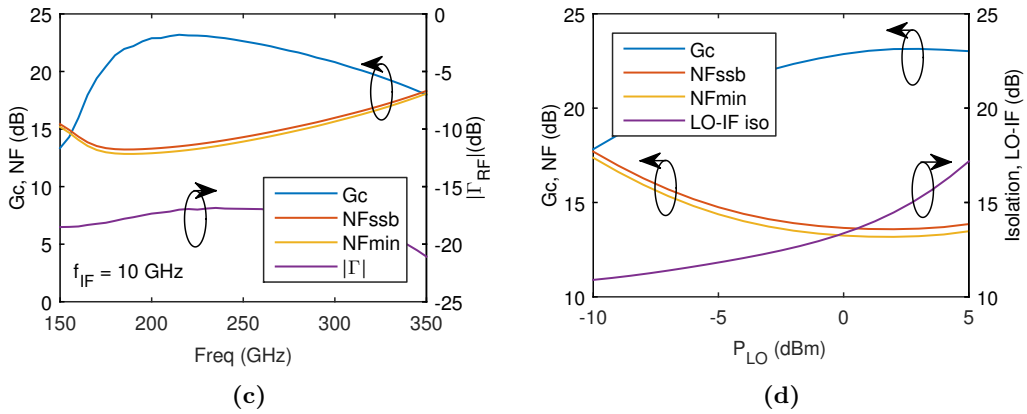 25
20
15
10
5
0
Gc, NF (dB)
0
-5
-10
-15
-20
-25
|Γ_RF|(dB)
Gc
NFssb
NFmin
|Γ|
f_IF = 10 GHz
150
200
250
300
350
Freq (GHz)
(c)
25
20
15
10
Gc, NF (dB)
25
20
15
10
Isolation, LO-IF (dB)
Gc
NFssb
NFmin
LO-IF iso
-10
-5
0
5
P_LO (dBm)
(d)